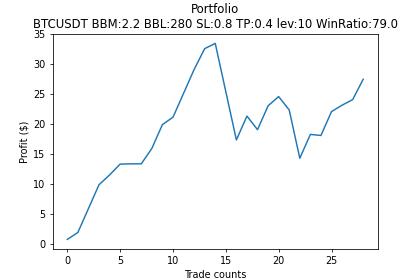 Portfolio
BTCUSDT BBM:2.2 BBL:280 SL:0.8 TP:0.4 lev:10 WinRatio:79.0
35
30
25
20
15
10
5
0
Profit ($)
0 5 10 15 20 25
Trade counts